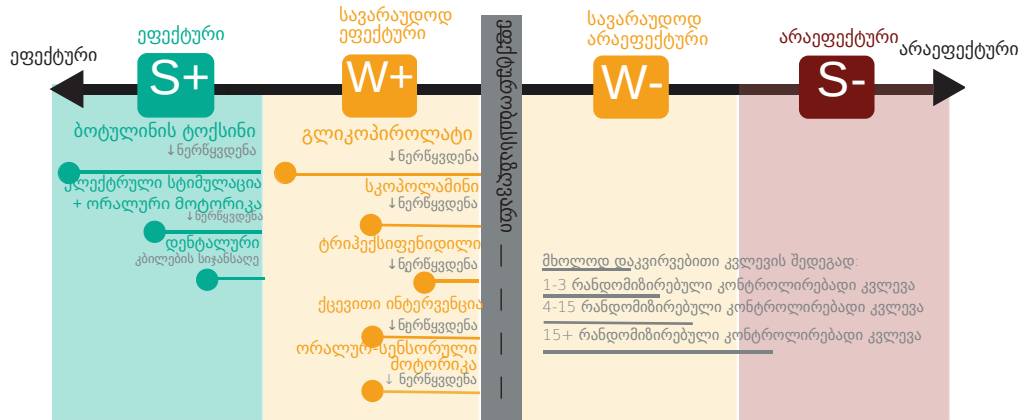 ეფექტური
ეფექტური
S+
სავარაუდოდ
ეფექტური
W+
სავარაუდოდ
არაეფექტური
W-
არაეფექტური
S-
არაეფექტური
ბოტულინის ტოქსინი
↓ნერწყვდენა
ელექტრული სტიმულაცია
+ ორალური მოტორიკა
↓ნერწყვდენა
დენტალური
კბილების სიჯანსაღე
გლიკოპიროლატი
↓ნერწყვდენა
სკოპოლამინი
↓ნერწყვდენა
ტრიჰექსიფენიდილი
↓ნერწყვდენა
ქცევითი ინტერვენცია
↓ნერწყვდენა
ორალურ-სენსორული
მოტორიკა
↓ ნერწყვდენა
მხოლოდ დაკვირვებითი კვლევის შედეგად:
1-3 რანდომიზირებული კონტროლირებადი კვლევა
4-15 რანდომიზირებული კონტროლირებადი კვლევა
15+ რანდომიზირებული კონტროლირებადი კვლევა